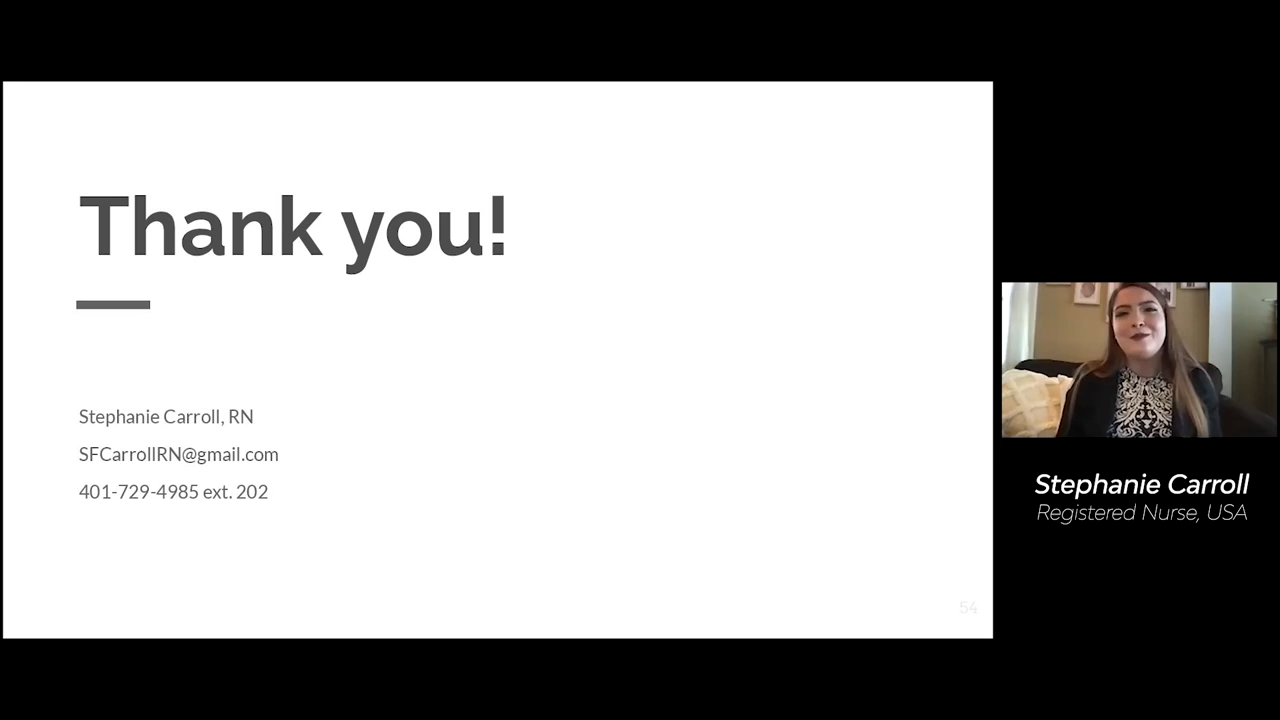 Thank you!
Stephanie Carroll, RN
SFCarrollRN@gmail.com
401-729-4985 ext. 202
54
Stephanie Carroll
Registered Nurse, USA